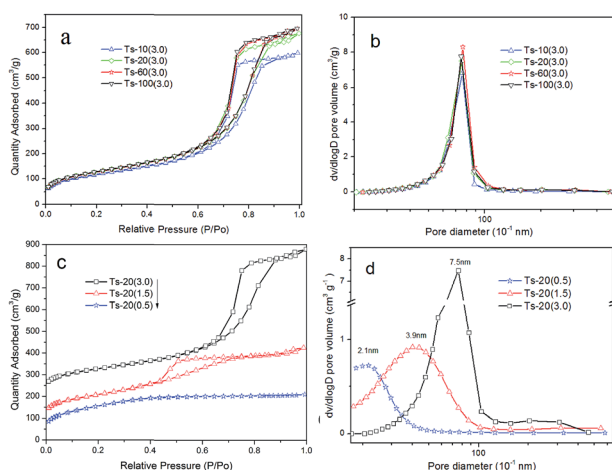 a
Quantity Adsorbed (cm³/g)
700
600
500
400
300
200
100
0
Ts-10(3.0)
Ts-20(3.0)
Ts-60(3.0)
Ts-100(3.0)
0.0 0.2 0.4 0.6 0.8 1.0
Relative Pressure (P/Po)
b
dv/dlogD pore volume (cm³/g)
10
8
6
4
2
0
Ts-10(3.0)
Ts-20(3.0)
Ts-60(3.0)
Ts-100(3.0)
100
Pore diameter (10⁻¹ nm)
c
Quantity Adsorbed (cm³/g)
900
800
700
600
500
400
300
200
100
0
Ts-20(3.0)
Ts-20(1.5)
Ts-20(0.5)
0.0 0.2 0.4 0.6 0.8 1.0
Relative Pressure (P/Po)
d
dv/dlogD pore volume (cm³ g⁻¹)
8
7
1
0
7.5nm
3.9nm
2.1nm
Ts-20(0.5)
Ts-20(1.5)
Ts-20(3.0)
100
Pore diameter (10⁻¹ nm)